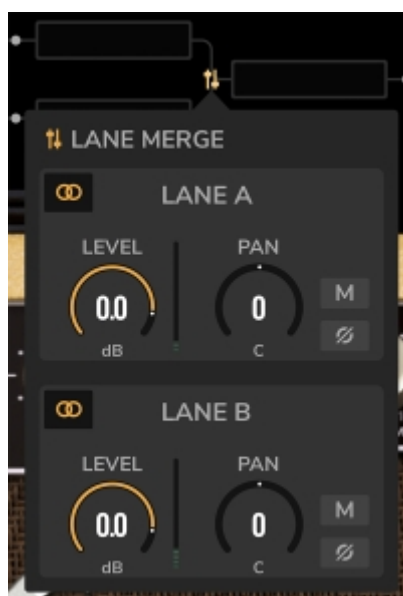 LANE MERGE
LANE A
LEVEL PAN
0.0 0 M
dB C
LANE B
LEVEL PAN
0.0 0 M
dB C